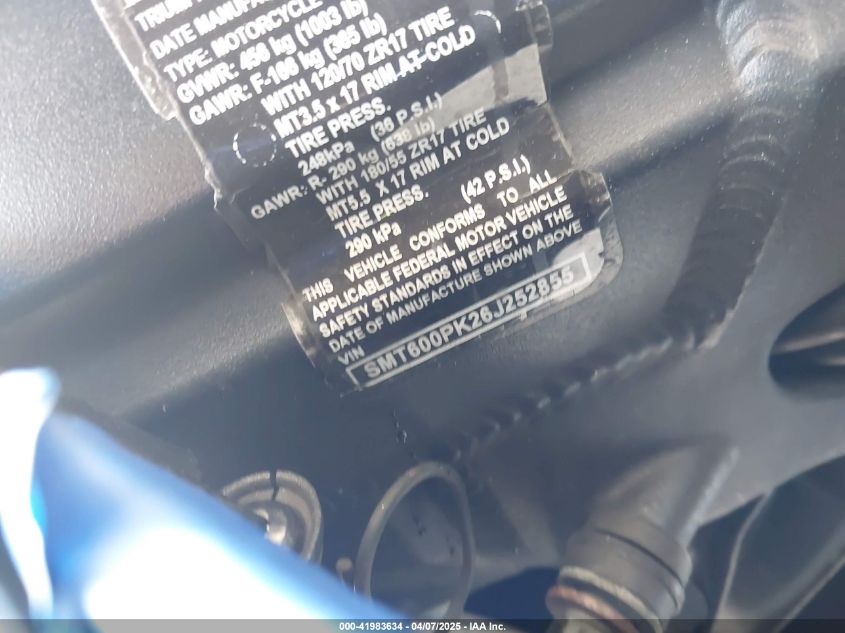 TRIUM
DATE MANUFA
TYPE: MOTORCYCLE
GVWR: 456 kg (1003 lb)
GAWR: F-166 kg (365 lb)
WITH 120/70 ZR17 TIRE
MT3.5 x 17 RIM AT COLD
TIRE PRESS.
248kPa (36 P.S.I.)
GAWR: R- 290 kg (638 lb)
WITH 180/55 ZR17 TIRE
MT5.5 X 17 RIM AT COLD
TIRE PRESS.
290 kPa (42 P.S.I.)
THIS VEHICLE CONFORMS TO ALL
APPLICABLE FEDERAL MOTOR VEHICLE
SAFETY STANDARDS IN EFFECT ON THE
DATE OF MANUFACTURE SHOWN ABOVE
VIN
SMT600PK26J252855
000-41983634 - 04/07/2025 - IAA Inc.